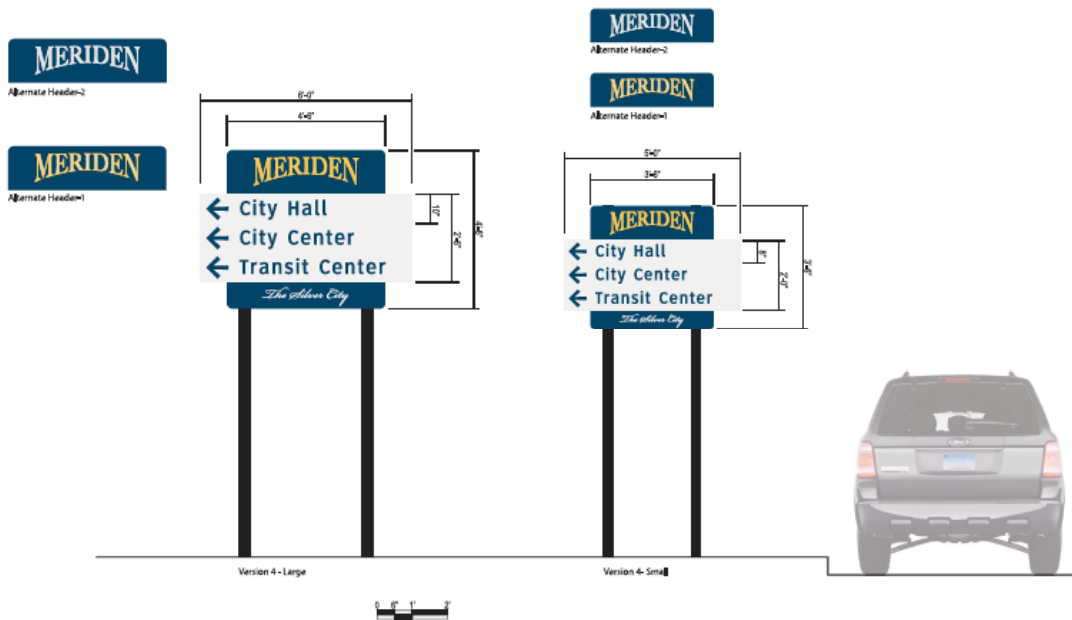 MERIDEN
Alternate Header-2
MERIDEN
Alternate Header-1
6'-0"
4'-6"
MERIDEN
← City Hall
← City Center
← Transit Center
The Silver City
10"
2'-6"
4'-6"
Version 4 - Large
MERIDEN
Alternate Header-2
MERIDEN
Alternate Header-1
5'-0"
3'-6"
MERIDEN
← City Hall
← City Center
← Transit Center
The Silver City
8"
2'-0"
3'-6"
Version 4- Small
0 6" 1' 2'